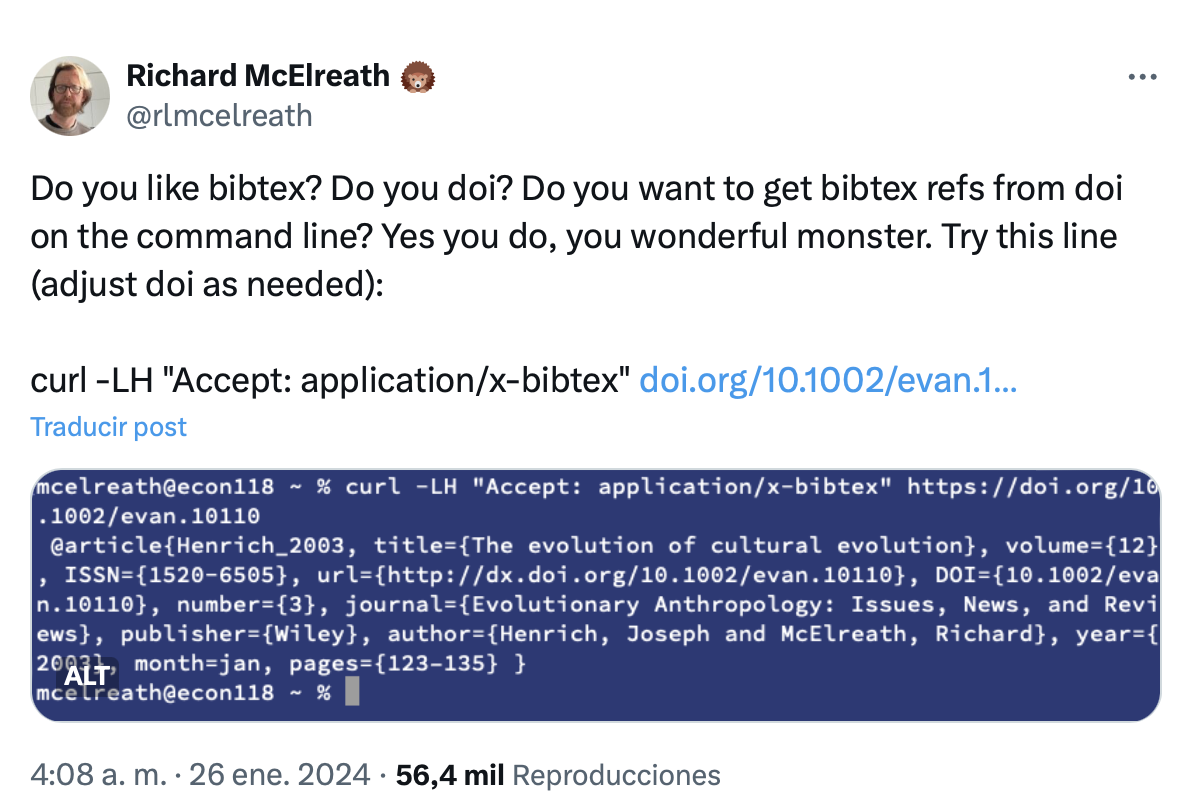 Richard McElreath 🦔
@rlmcelreath
Do you like bibtex? Do you doi? Do you want to get bibtex refs from doi
on the command line? Yes you do, you wonderful monster. Try this line
(adjust doi as needed):
curl -LH "Accept: application/x-bibtex" doi.org/10.1002/evan.1…
Traducir post
mcelreath@econ118 ~ % curl -LH "Accept: application/x-bibtex" https://doi.org/10
.1002/evan.10110
@article{Henrich_2003, title={The evolution of cultural evolution}, volume={12}
, ISSN={1520-6505}, url={http://dx.doi.org/10.1002/evan.10110}, DOI={10.1002/eva
n.10110}, number={3}, journal={Evolutionary Anthropology: Issues, News, and Revi
ews}, publisher={Wiley}, author={Henrich, Joseph and McElreath, Richard}, year={
2003}, month=jan, pages={123-135} }
ALT
mcelreath@econ118 ~ %
4:08 a. m. · 26 ene. 2024 · 56,4 mil Reproducciones